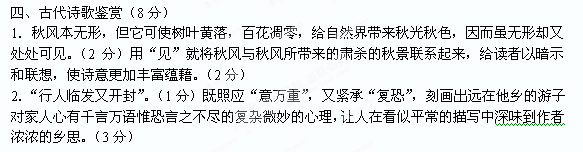 四、古代诗歌鉴赏（8 分）
1．秋风本无形，但它可使树叶黄落，百花凋零，给自然界带来秋光秋色，因而虽无形却又
处处可见。（2 分）用“见”就将秋风与秋风所带来的肃杀的秋景联系起来，给读者以暗示
和联想，使诗意更加丰富蕴藉。（2 分）
2．“行人临发又开封”。（1 分）既照应“意万重”，又紧承“复恐”，刻画出远在他乡的游子
对家人心有千言万语惟恐言之不尽的复杂微妙的心理，让人在看似平常的描写中深味到作者
浓浓的乡思。（3 分）